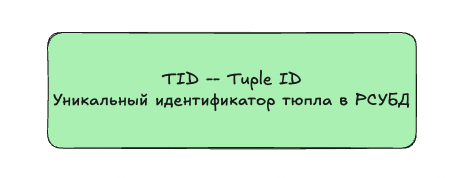 TID -- Tuple ID
Уникальный идентификатор тюпла в РСУБД